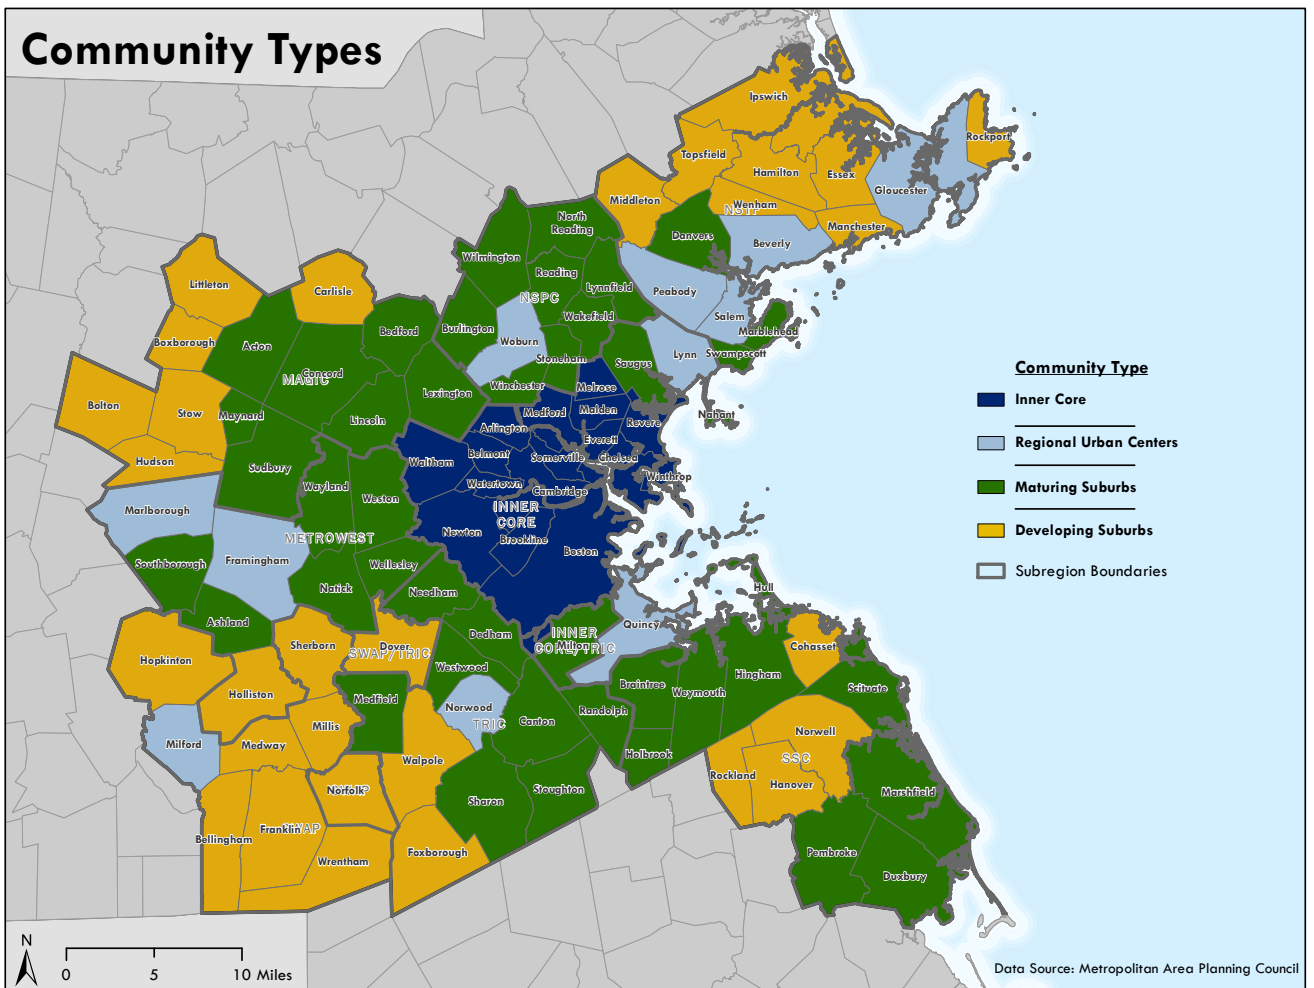 Community Types
Ipswich
Rockport
Topsfield
Hamilton
Essex
Gloucester
Middleton
Wenham
NSTF
Manchester
North
Reading
Danvers
Beverly
Wilmington
Reading
Lynnfield
Peabody
Littleton
Carlisle
NSPC
Wakefield
Salem
Marblehead
Boxborough
Acton
Bedford
Burlington
Woburn
Stoneham
Saugus
Lynn
Swampscott
Concord
MAGIC
Winchester
Melrose
Lexington
Bolton
Stow
Maynard
Lincoln
Medford
Malden
Nahant
Arlington
Revere
Everett
Hudson
Sudbury
Waltham
Belmont
Somerville
Chelsea
Wayland
Weston
Watertown
Cambridge
Winthrop
Marlborough
INNER
CORE
METROWEST
Newton
Brookline
Boston
Southborough
Framingham
Wellesley
Natick
Needham
Hull
Ashland
Quincy
Dedham
INNER
CORE/TRIC
Milton
Hopkinton
Sherborn
Dover
SWAP/TRIC
Westwood
Cohasset
Holliston
Medfield
Norwood
TRIC
Canton
Randolph
Braintree
Weymouth
Hingham
Scituate
Milford
Medway
Millis
Walpole
Holbrook
Norwell
SSC
Rockland
Hanover
Marshfield
Norfolk
Sharon
Stoughton
Bellingham
Franklin
Wrentham
Foxborough
Pembroke
Duxbury
Community Type
Inner Core
Regional Urban Centers
Maturing Suburbs
Developing Suburbs
Subregion Boundaries
N
0 5 10 Miles
Data Source: Metropolitan Area Planning Council